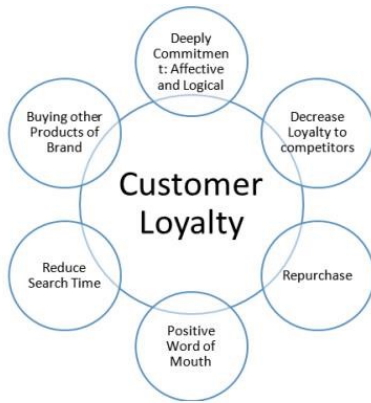 Deeply
Commitmen
t: Affective
and Logical
Buying other
Products of
Brand
Decrease
Loyalty to
competitors
Customer
Loyalty
Reduce
Search Time
Repurchase
Positive
Word of
Mouth